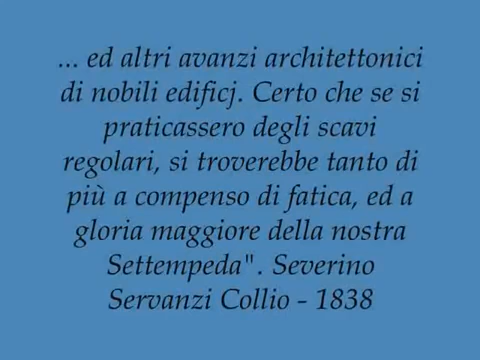 ... ed altri avanzi architettonici
di nobili edificj. Certo che se si
praticassero degli scavi
regolari, si troverebbe tanto di
più a compenso di fatica, ed a
gloria maggiore della nostra
Settempeda". Severino
Servanzi Collio - 1838